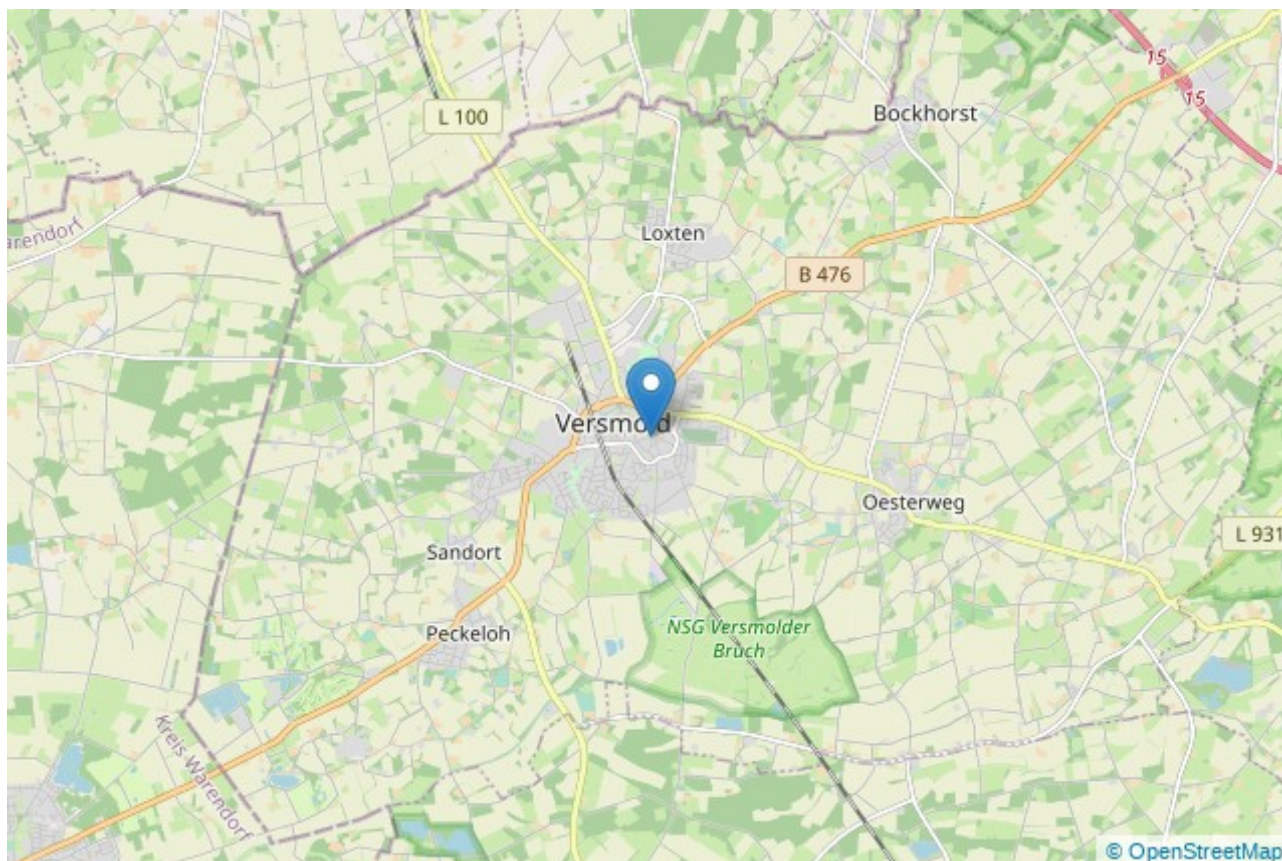 15
15
Bockhorst
L 100
arendorf
Loxten
B 476
Versmold
Oesterweg
L 931
Sandort
NSG Versmolder
Bruch
Peckeloh
Kreis Warendorf
© OpenStreetMap